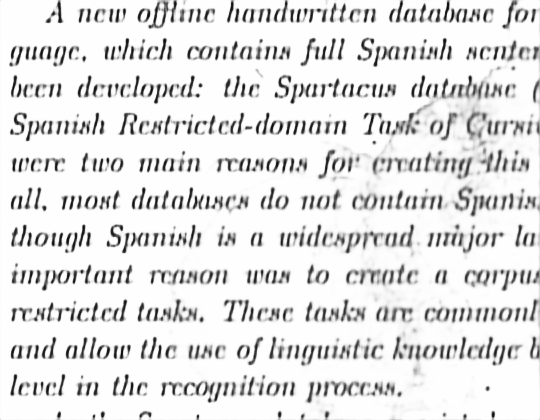 A new offline handwritten database for
guage, which contains full Spanish senten
been developed: the Spartacus database (
Spanish Restricted-domain Task of Cursiv
were two main reasons for creating this
all, most databases do not contain Spanis
though Spanish is a widespread major la
important reason was to create a corpus
restricted tasks. These tasks are commonl
and allow the use of linguistic knowledge b
level in the recognition process.